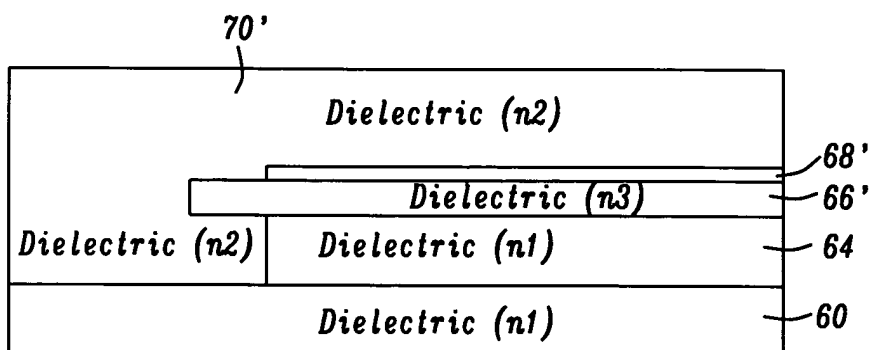 70'
Dielectric (n2)
68'
Dielectric (n3)
66'
Dielectric (n2)
Dielectric (n1)
64
Dielectric (n1)
60